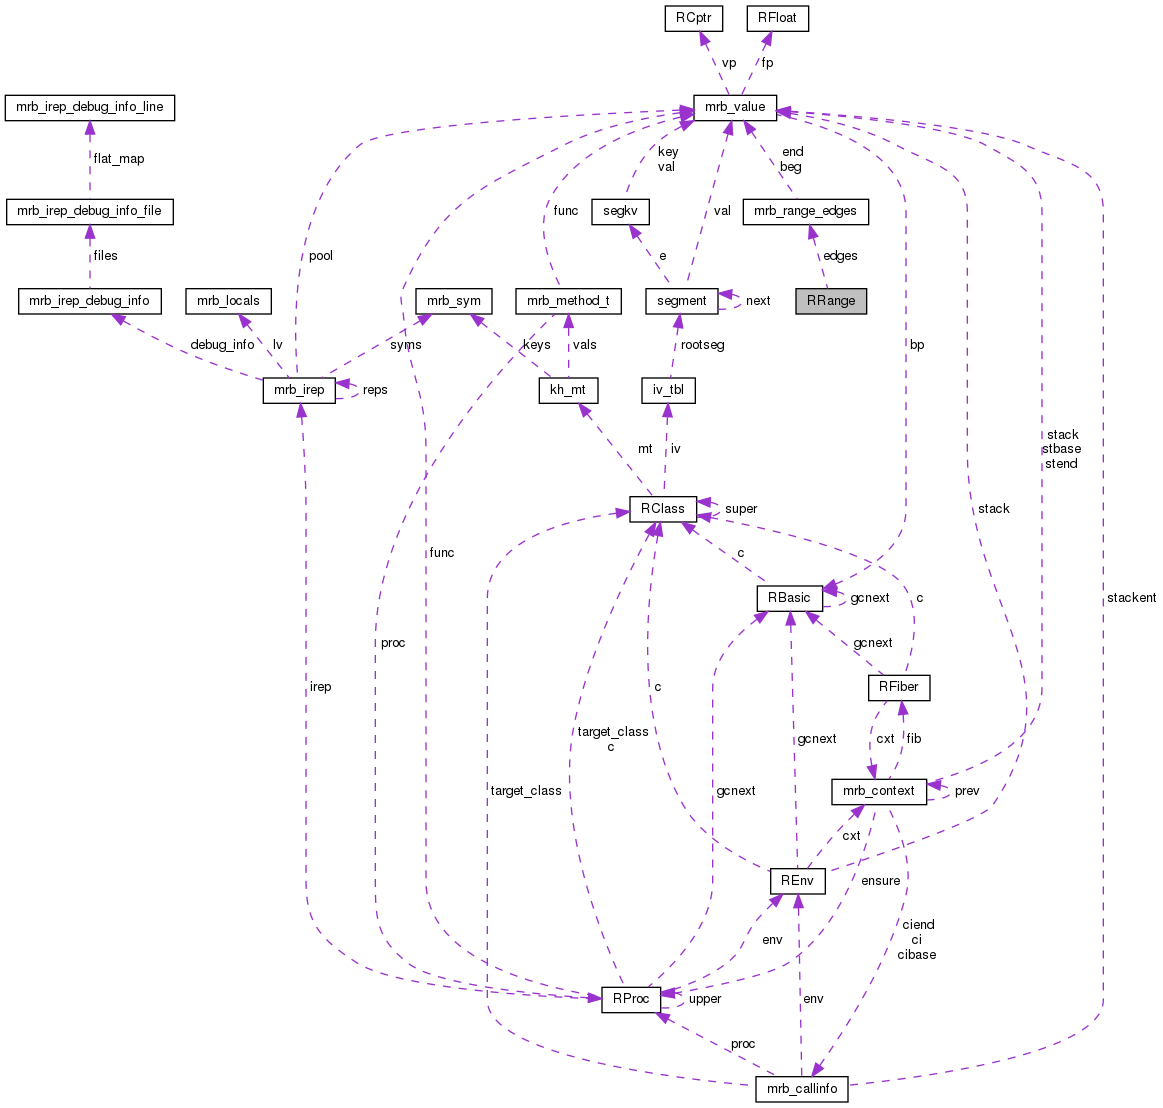 RCptr
RFloat
vp
fp
mrb_irep_debug_info_line
mrb_value
flat_map
key
val
end
beg
mrb_irep_debug_info_file
func
segkv
val
mrb_range_edges
files
pool
e
edges
mrb_irep_debug_info
mrb_locals
mrb_sym
mrb_method_t
segment
next
RRange
debug_info
lv
syms
keys
vals
rootseg
bp
mrb_irep
reps
kh_mt
iv_tbl
mt
iv
stack
stbase
stend
RClass
super
stack
func
c
RBasic
gcnext
c
stackent
proc
gcnext
irep
c
RFiber
target_class
c
gcnext
cxt
fib
target_class
gcnext
mrb_context
prev
cxt
REnv
ensure
env
ciend
ci
cibase
RProc
upper
env
proc
mrb_callinfo